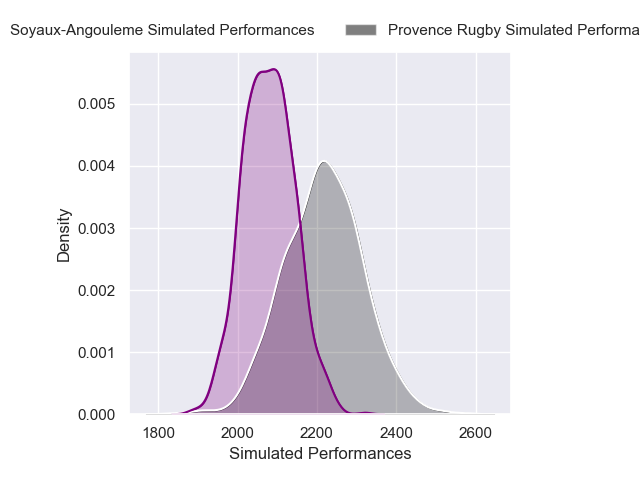 Soyaux-Angouleme Simulated Performances
Provence Rugby Simulated Performa
Density
0.005
0.004
0.003
0.002
0.001
0.000
1800 2000 2200 2400 2600
Simulated Performances